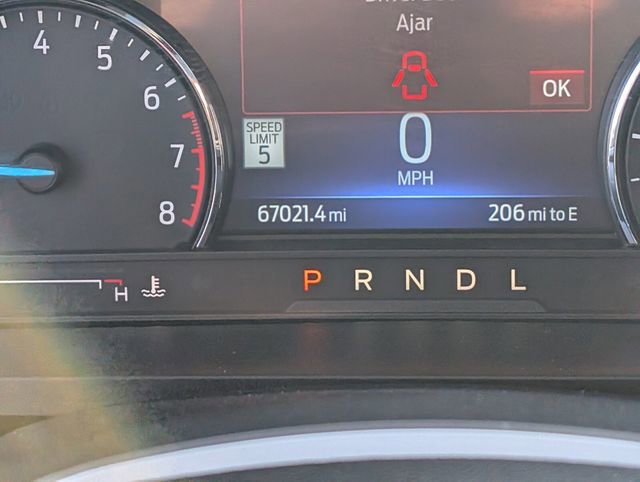 Ajar
OK
4
5
6
7
8
SPEED
LIMIT
5
0
MPH
67021.4 mi
206 mi to E
H
P R N D L